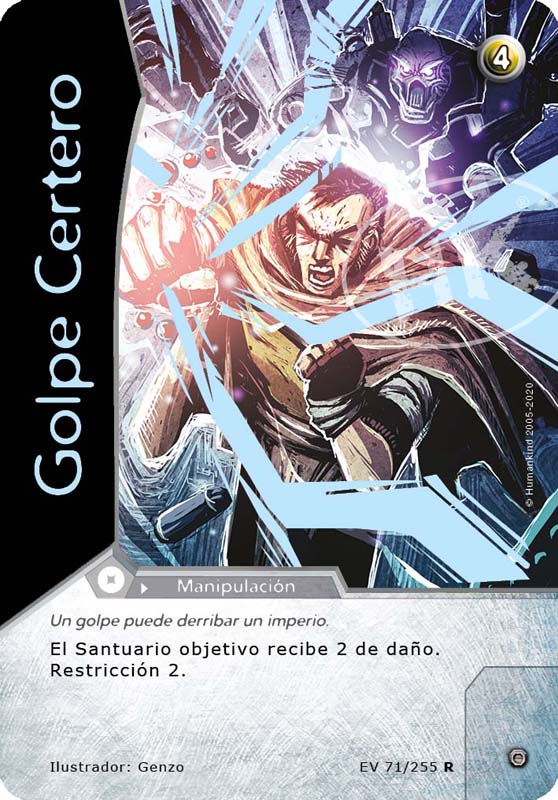 Golpe Certero
4
© Humankind 2005-2020
Manipulación
Un golpe puede derribar un imperio.
El Santuario objetivo recibe 2 de daño.
Restricción 2.
Ilustrador: Genzo
EV 71/255 R